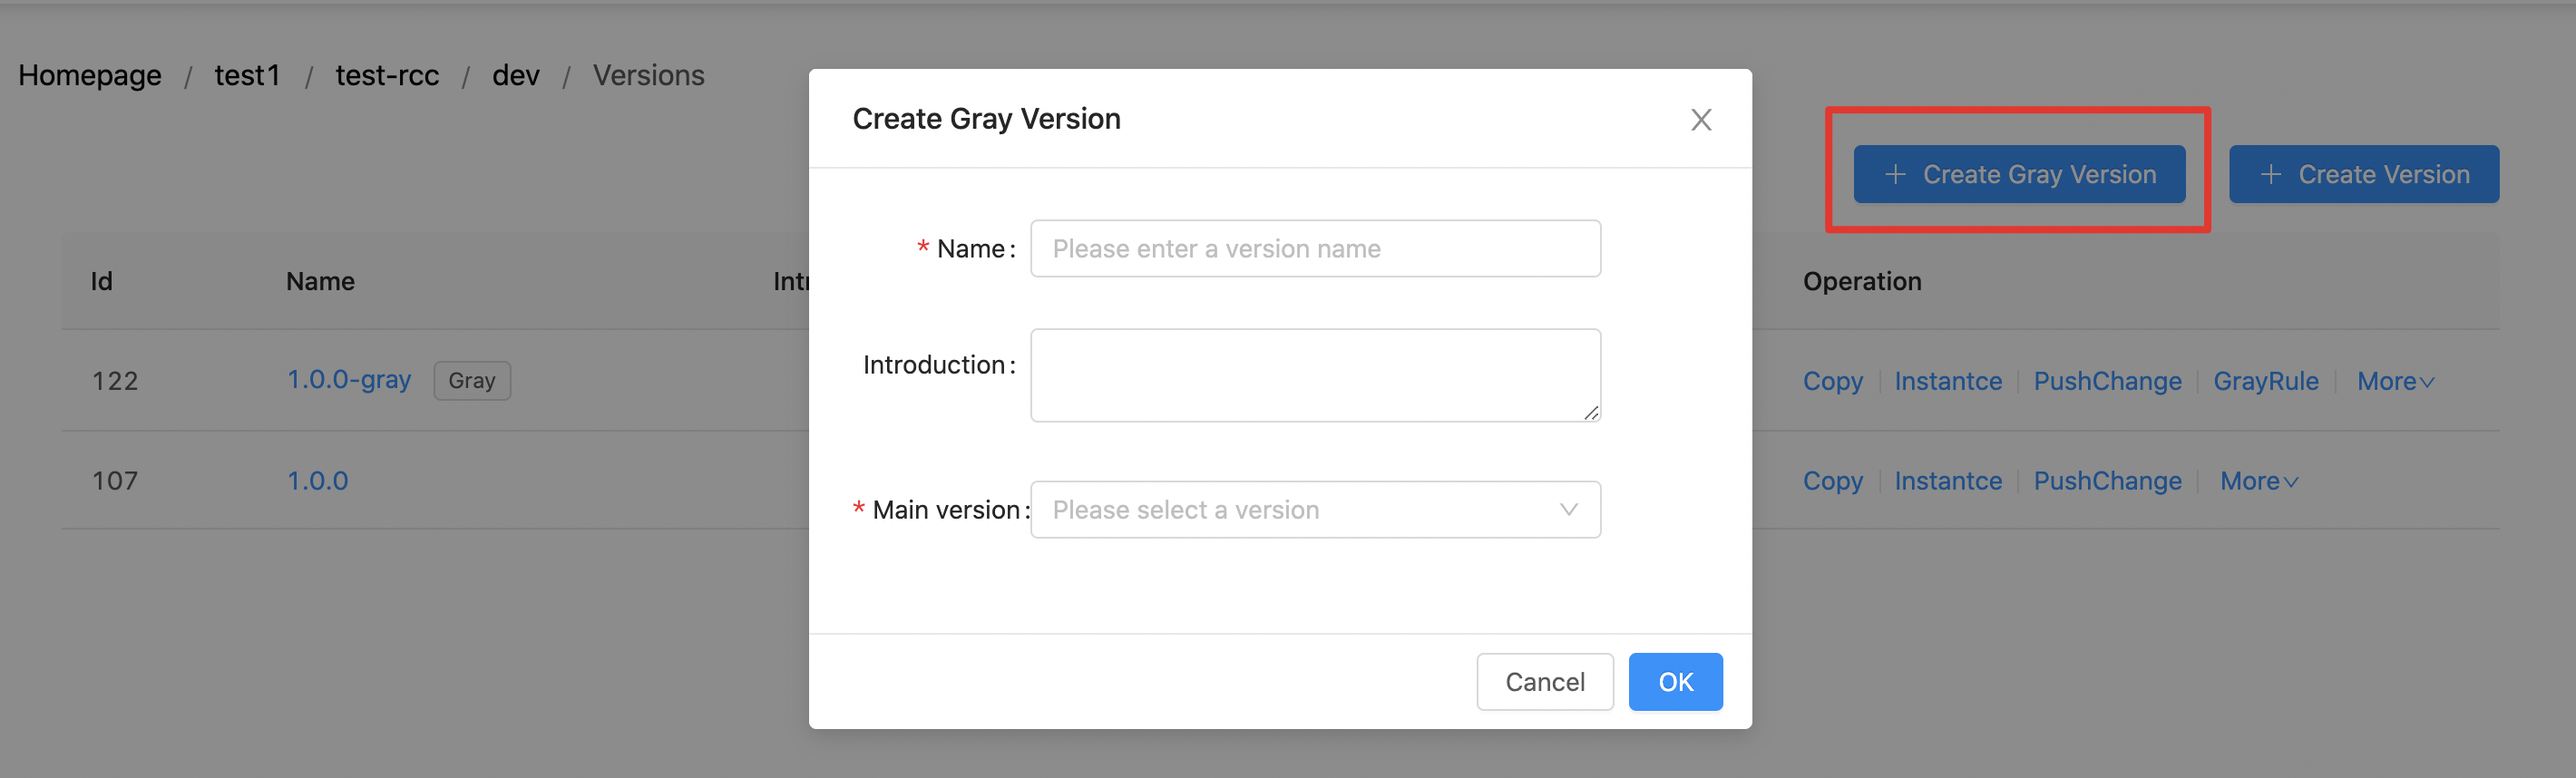 Homepage / test1 / test-rcc / dev / Versions
Create Gray Version
+ Create Gray Version
+ Create Version
* Name:
Please enter a version name
Introduction:
* Main version:
Please select a version
Cancel
OK
Id
Name
Intr
Operation
122
1.0.0-gray
Gray
Copy
Instantce
PushChange
GrayRule
More
107
1.0.0
Copy
Instantce
PushChange
More